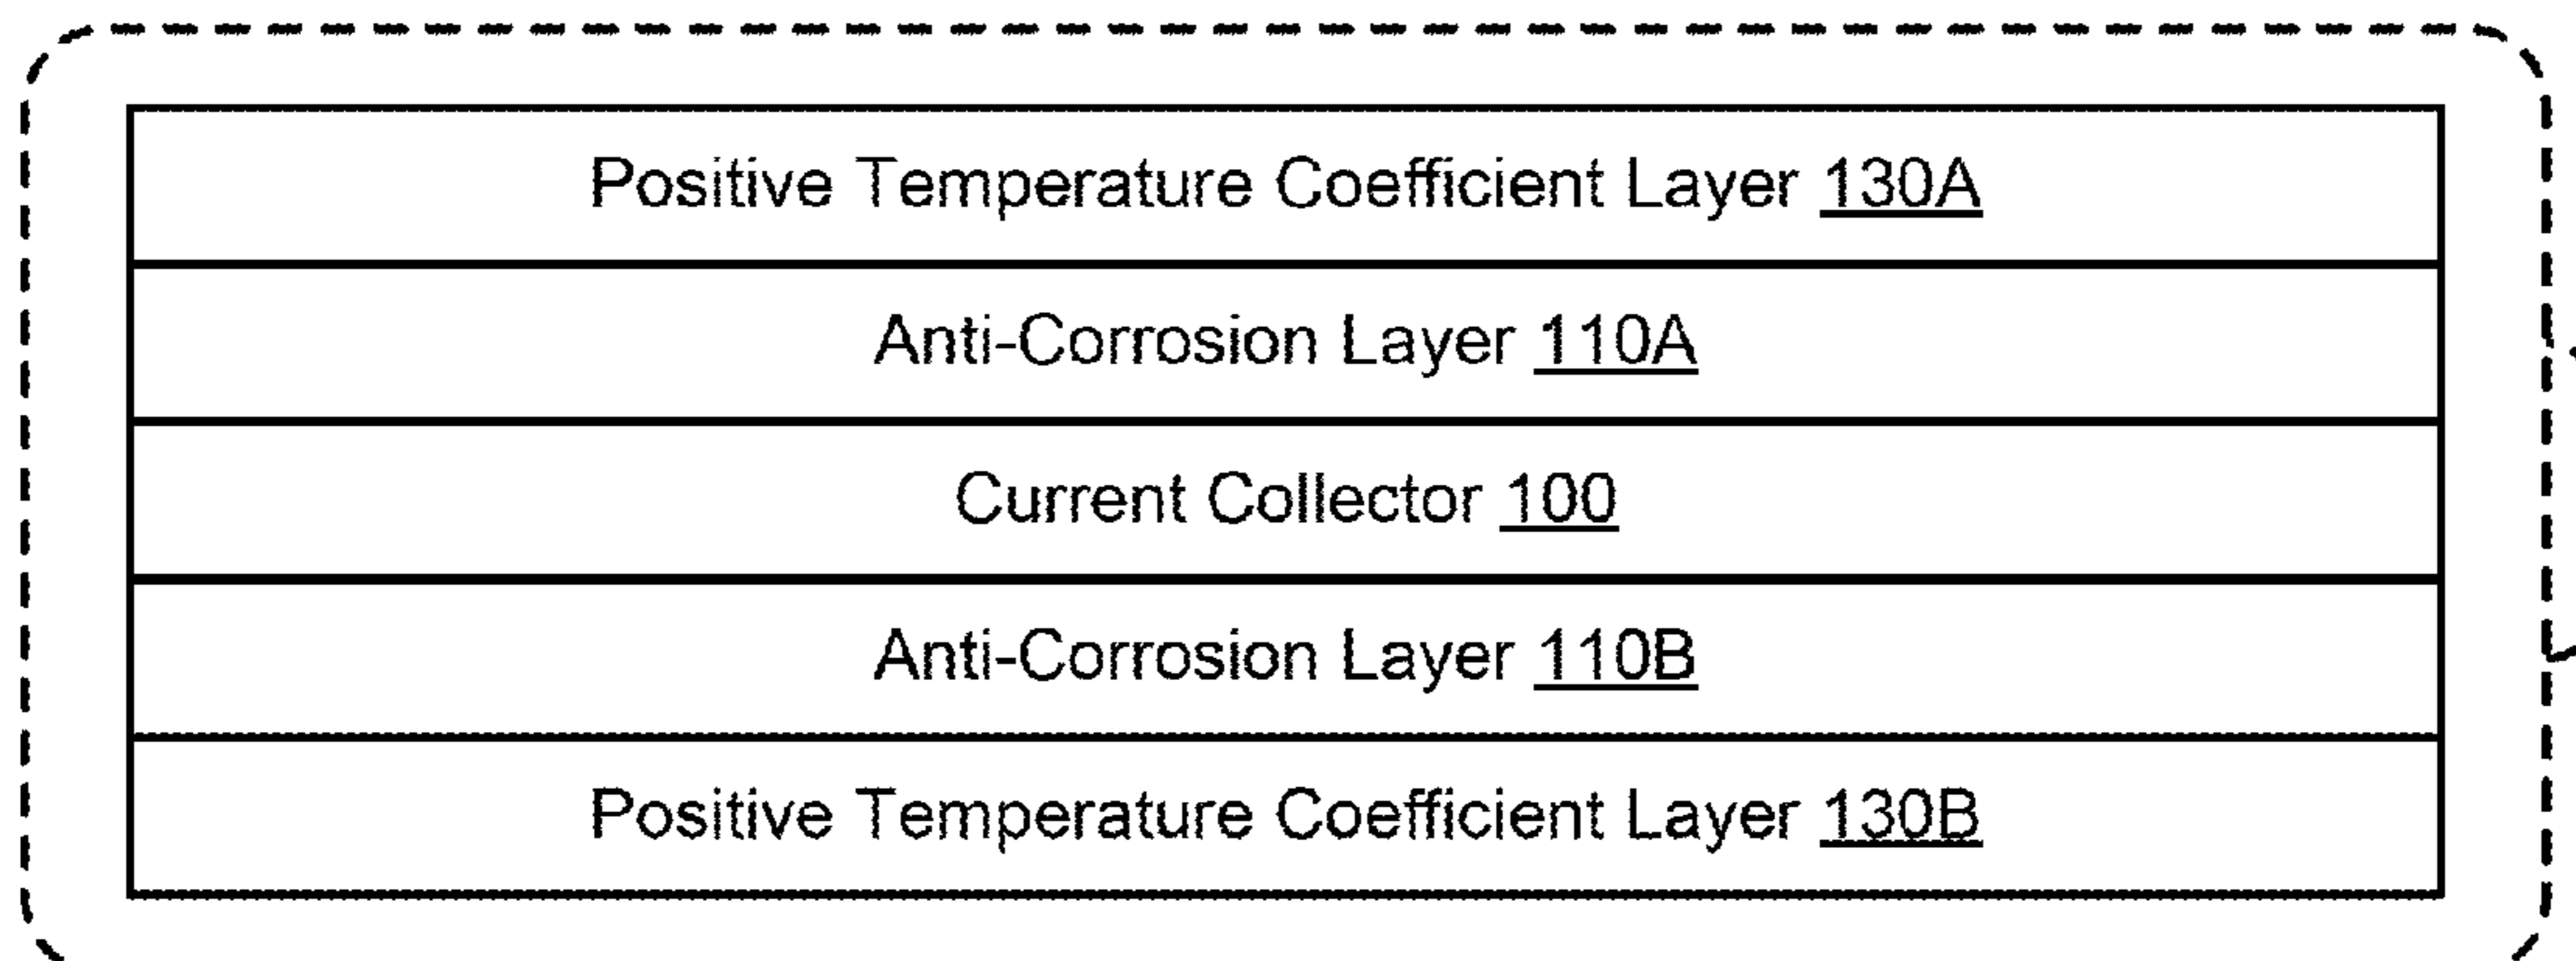 Positive Temperature Coefficient Layer 130A
Anti-Corrosion Layer 110A
Current Collector 100
Anti-Corrosion Layer 110B
Positive Temperature Coefficient Layer 130B